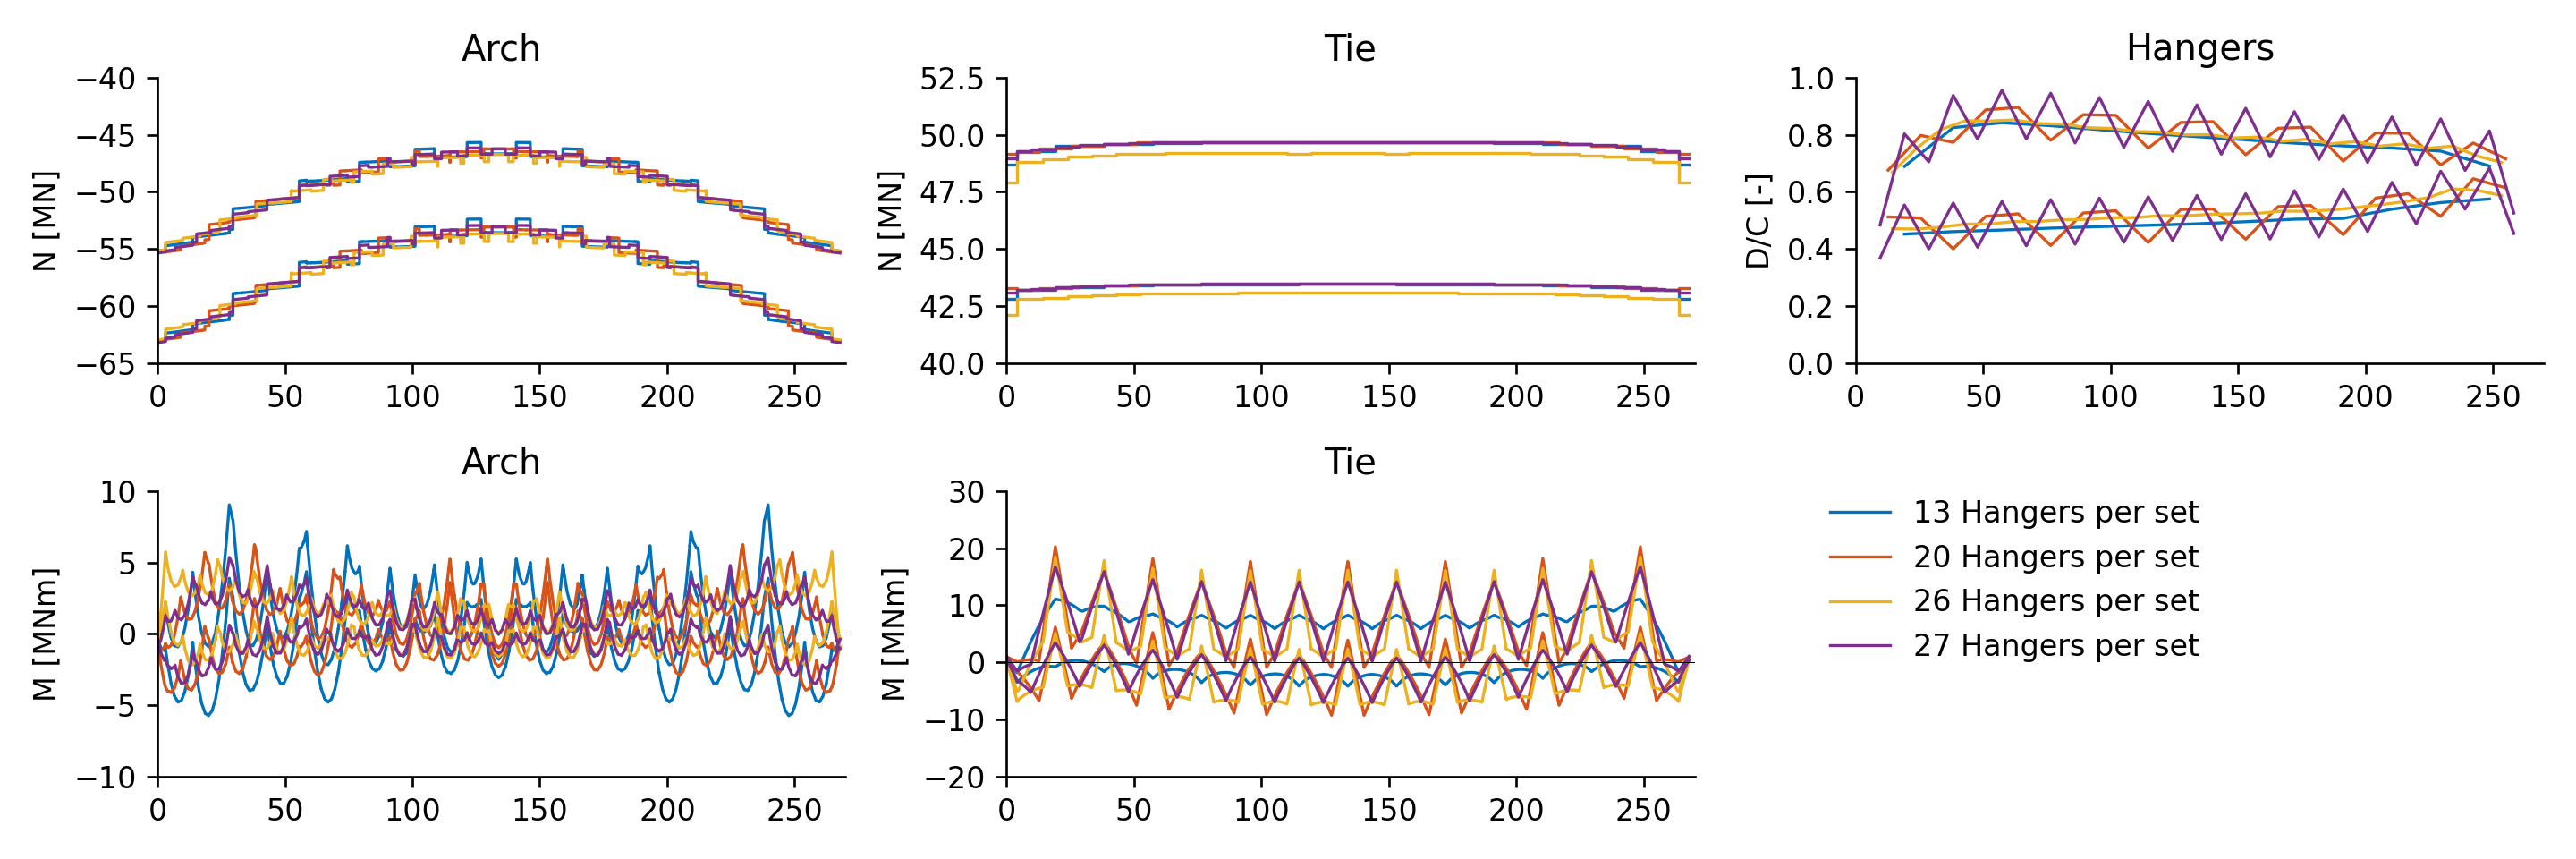 Arch
N [MN]
−40
−45
−50
−55
−60
−65
0 50 100 150 200 250
Tie
N [MN]
52.5
50.0
47.5
45.0
42.5
40.0
0 50 100 150 200 250
Hangers
D/C [-]
1.0
0.8
0.6
0.4
0.2
0.0
0 50 100 150 200 250
Arch
M [MNm]
10
5
0
−5
−10
0 50 100 150 200 250
Tie
M [MNm]
30
20
10
0
−10
−20
0 50 100 150 200 250
13 Hangers per set
20 Hangers per set
26 Hangers per set
27 Hangers per set